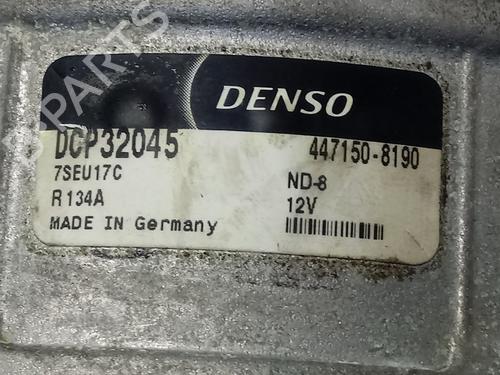 DENSO
DCP32045 447150-8190
7SEU17C ND-8
R134A 12V
MADE IN Germany